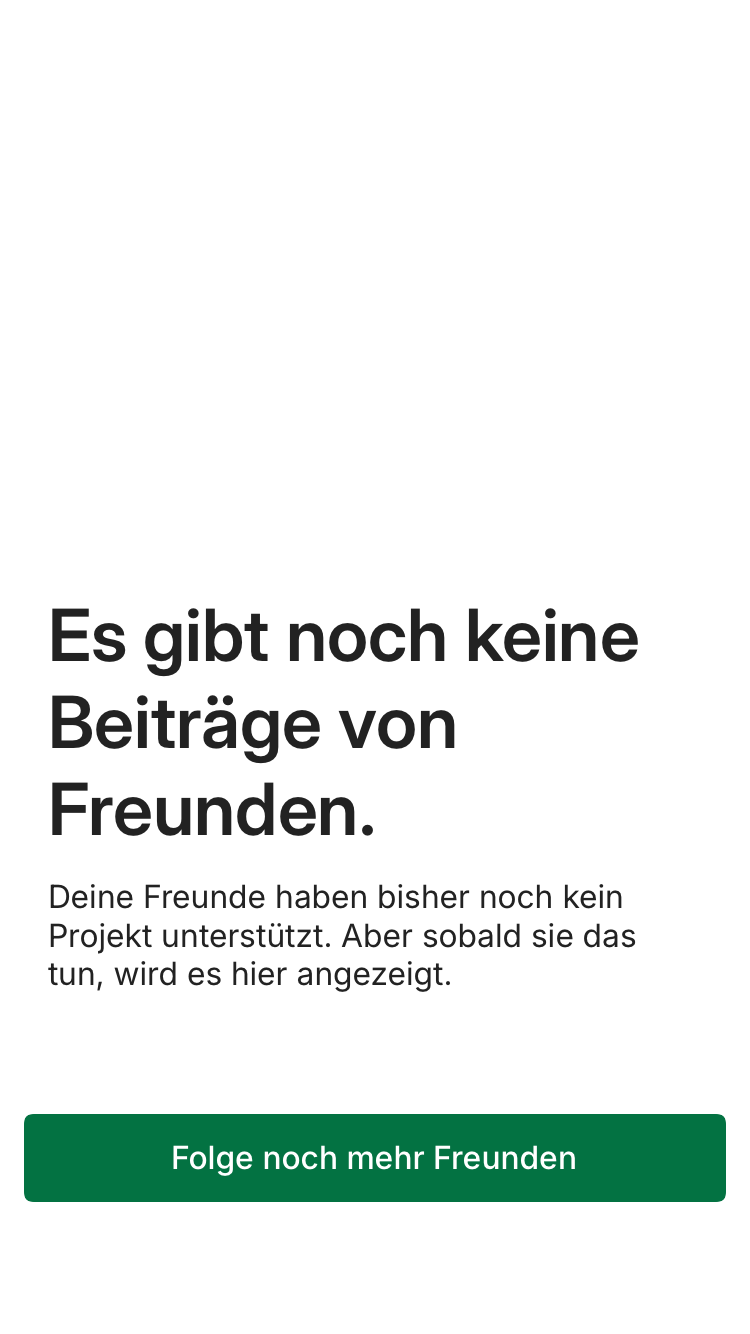 Es gibt noch keine
Beiträge von
Freunden.
Deine Freunde haben bisher noch kein
Projekt unterstützt. Aber sobald sie das
tun, wird es hier angezeigt.
Folge noch mehr Freunden